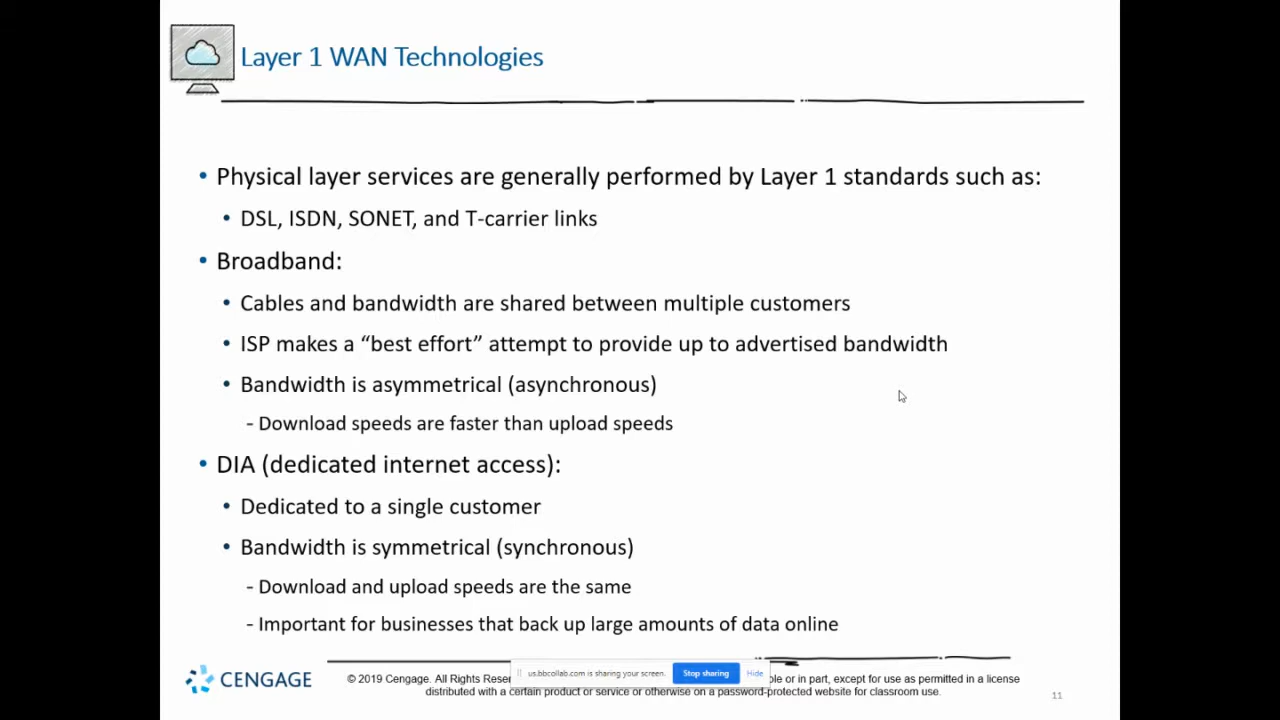 Layer 1 WAN Technologies
• Physical layer services are generally performed by Layer 1 standards such as:
• DSL, ISDN, SONET, and T-carrier links
• Broadband:
• Cables and bandwidth are shared between multiple customers
• ISP makes a “best effort” attempt to provide up to advertised bandwidth
• Bandwidth is asymmetrical (asynchronous)
- Download speeds are faster than upload speeds
• DIA (dedicated internet access):
• Dedicated to a single customer
• Bandwidth is symmetrical (synchronous)
- Download and upload speeds are the same
- Important for businesses that back up large amounts of data online
CENGAGE
© 2019 Cengage. All Rights
us.bbcollab.com is sharing your screen.
Stop sharing
Hide
or in part, except for use as permitted in a license
distributed with a certain product or service or otherwise on a password-protected website for classroom use.
11